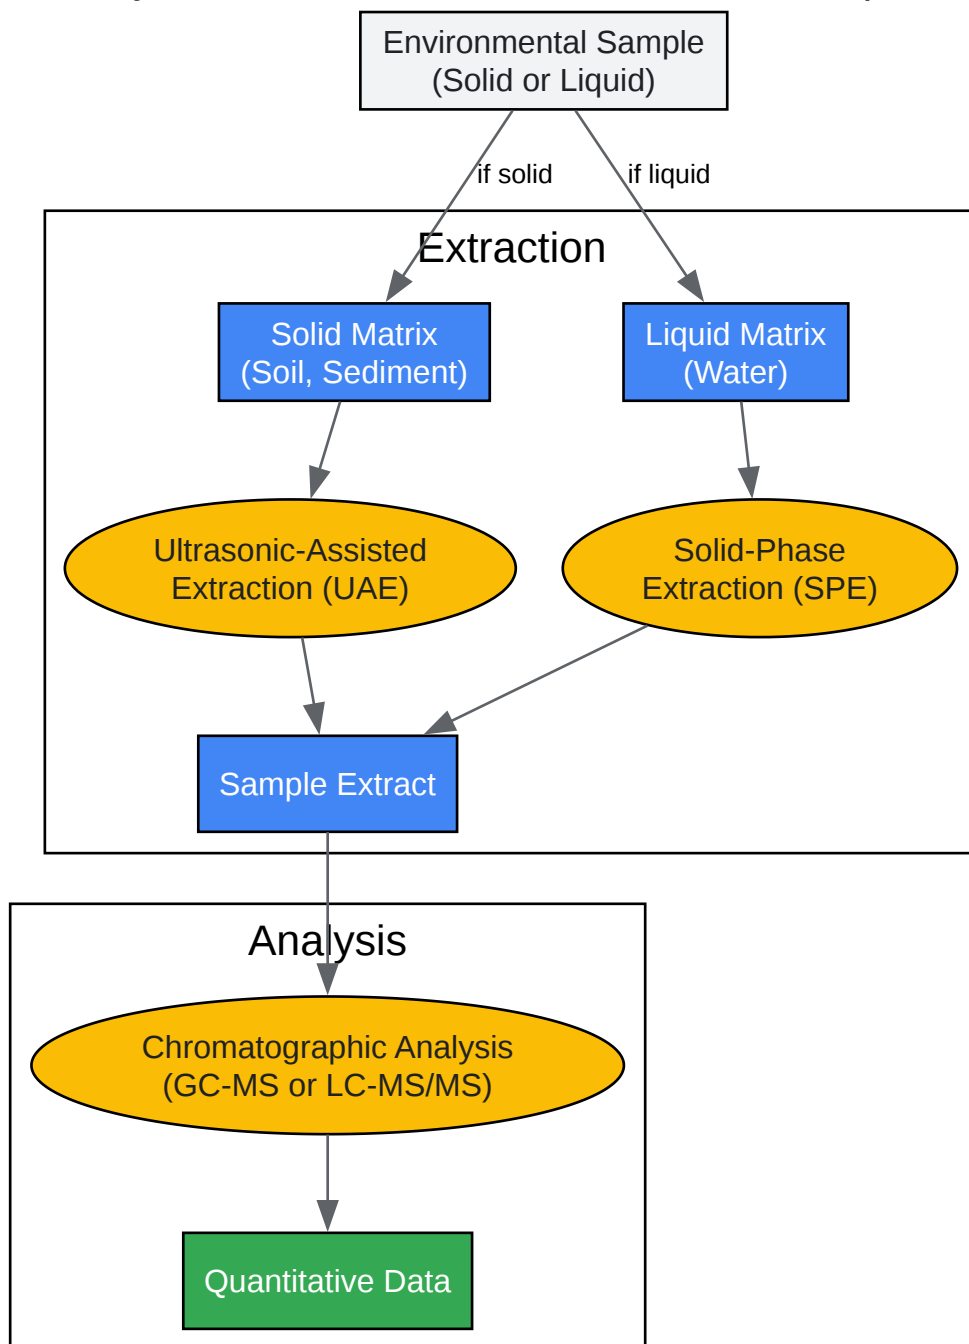 Environmental Sample
(Solid or Liquid)
if solid
if liquid
Extraction
Solid Matrix
(Soil, Sediment)
Liquid Matrix
(Water)
Ultrasonic-Assisted
Extraction (UAE)
Solid-Phase
Extraction (SPE)
Sample Extract
Analysis
Chromatographic Analysis
(GC-MS or LC-MS/MS)
Quantitative Data